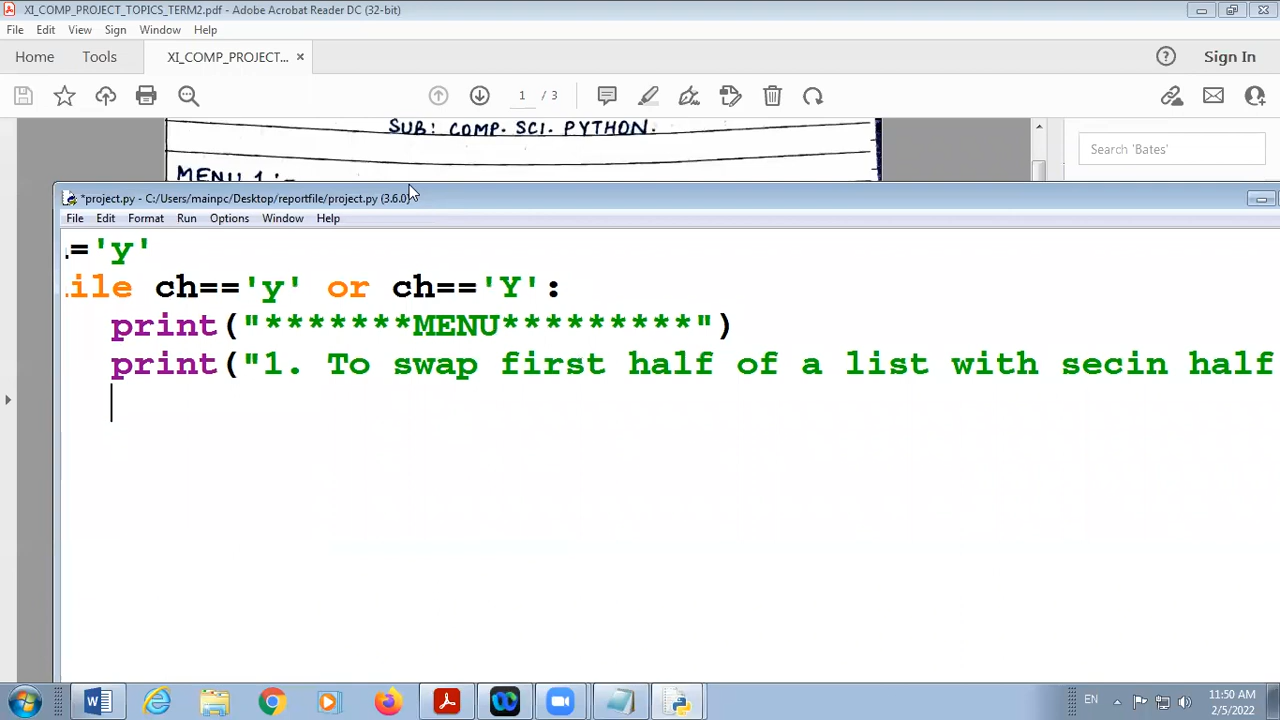 XI_COMP_PROJECT_TOPICS_TERM2.pdf - Adobe Acrobat Reader DC (32-bit)
File Edit View Sign Window Help
Home Tools XI_COMP_PROJECT... × Sign In
1 / 3
SUB: COMP. SCI. PYTHON.
Search 'Bates'
MENU 1 :-
*project.py - C:/Users/mainpc/Desktop/reportfile/project.py (3.6.0)
File Edit Format Run Options Window Help
='y'
ile ch=='y' or ch=='Y':
print("*******MENU*********")
print("1. To swap first half of a list with secin half
EN 11:50 AM
2/5/2022